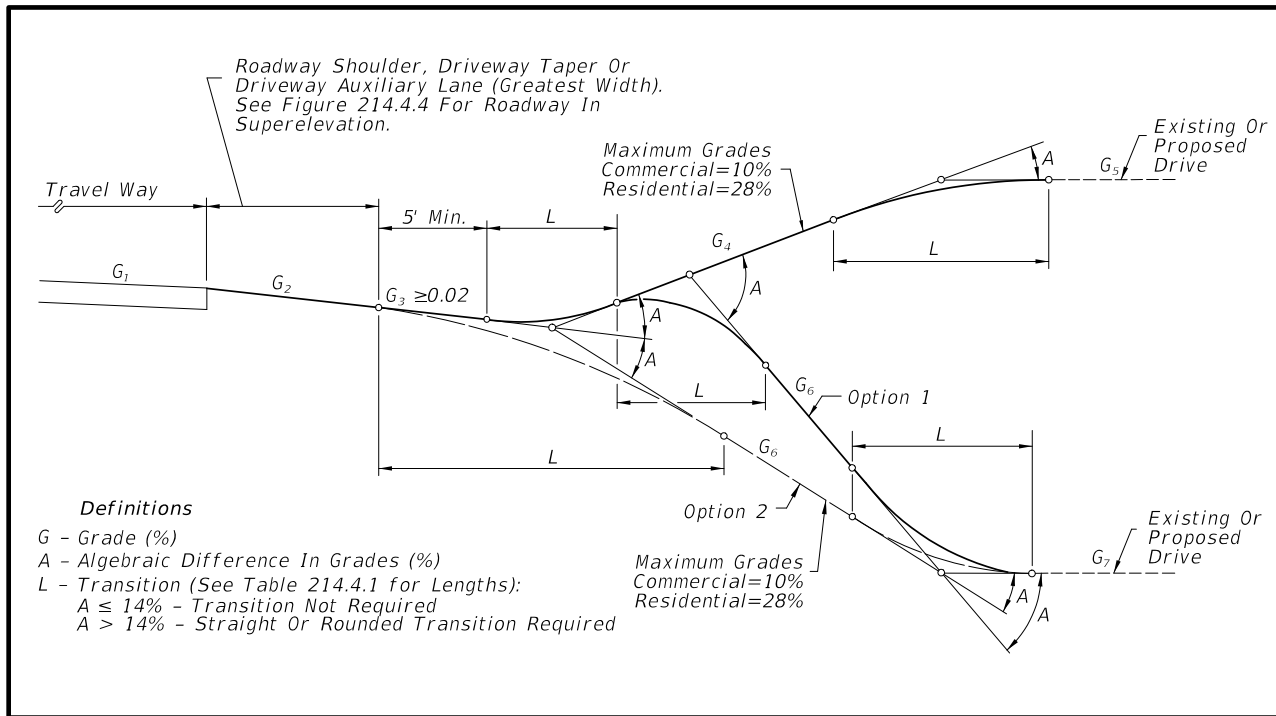 Roadway Shoulder, Driveway Taper Or
Driveway Auxiliary Lane (Greatest Width).
See Figure 214.4.4 For Roadway In
Superelevation.
Travel Way
5' Min.
L
Maximum Grades
Commercial=10%
Residential=28%
A
G5
Existing Or
Proposed
Drive
G1
G2
G3 ≥0.02
G4
L
A
A
A
L
G6
Option 1
L
L
G6
Option 2
Maximum Grades
Commercial=10%
Residential=28%
G7
Existing Or
Proposed
Drive
A
A
Definitions
G – Grade (%)
A – Algebraic Difference In Grades (%)
L – Transition (See Table 214.4.1 for Lengths):
A ≤ 14% – Transition Not Required
A > 14% – Straight Or Rounded Transition Required